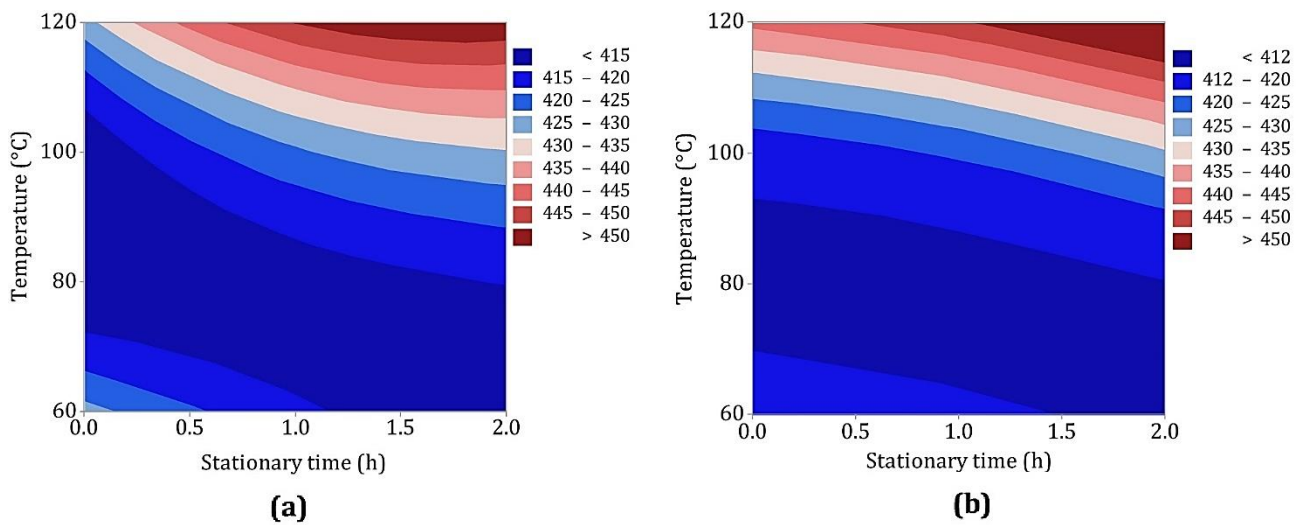 120
100
80
60
Temperature (°C)
0.0 0.5 1.0 1.5 2.0
Stationary time (h)
< 415
415 – 420
420 – 425
425 – 430
430 – 435
435 – 440
440 – 445
445 – 450
> 450
(a)
120
100
80
60
Temperature (°C)
0.0 0.5 1.0 1.5 2.0
Stationary time (h)
< 412
412 – 420
420 – 425
425 – 430
430 – 435
435 – 440
440 – 445
445 – 450
> 450
(b)